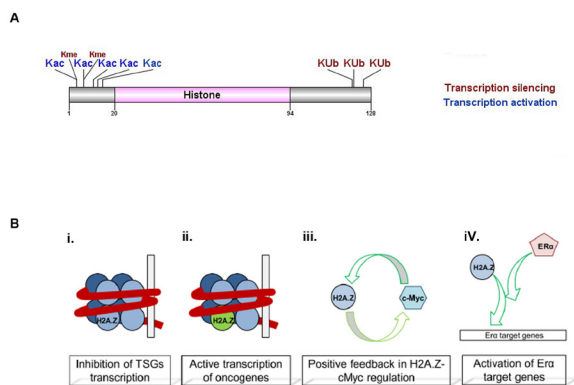 A
Kme Kme
Kac Kac Kac Kac Kac
KUb KUb KUb
Histone
1 20 94 128
Transcription silencing
Transcription activation
B
i. ii. iii. iV.
ERα
H2A.Z
H2A.Z H2A.Z H2A.Z c-Myc
Erα target genes
Inhibition of TSGs
transcription
Active transcription
of oncogenes
Positive feedback in H2A.Z-
cMyc regulation
Activation of Erα
target genes